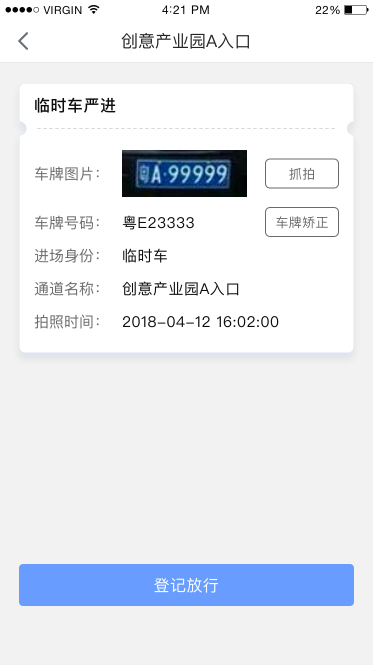 VIRGIN 4:21 PM 22%
创意产业园A入口
临时车严进
车牌图片： 粤A·99999 抓拍
车牌号码： 粤E23333 车牌矫正
进场身份： 临时车
通道名称： 创意产业园A入口
拍照时间： 2018-04-12 16:02:00
登记放行